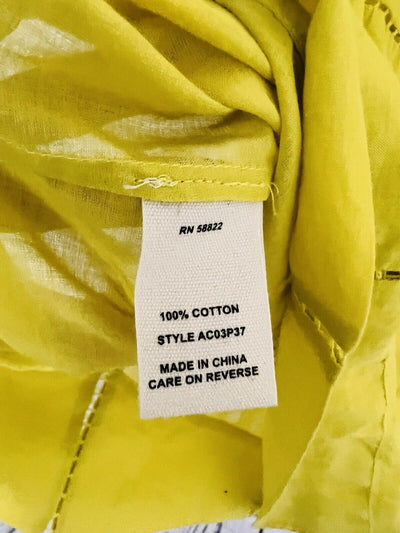 RN 58822
100% COTTON
STYLE AC03P37
MADE IN CHINA
CARE ON REVERSE